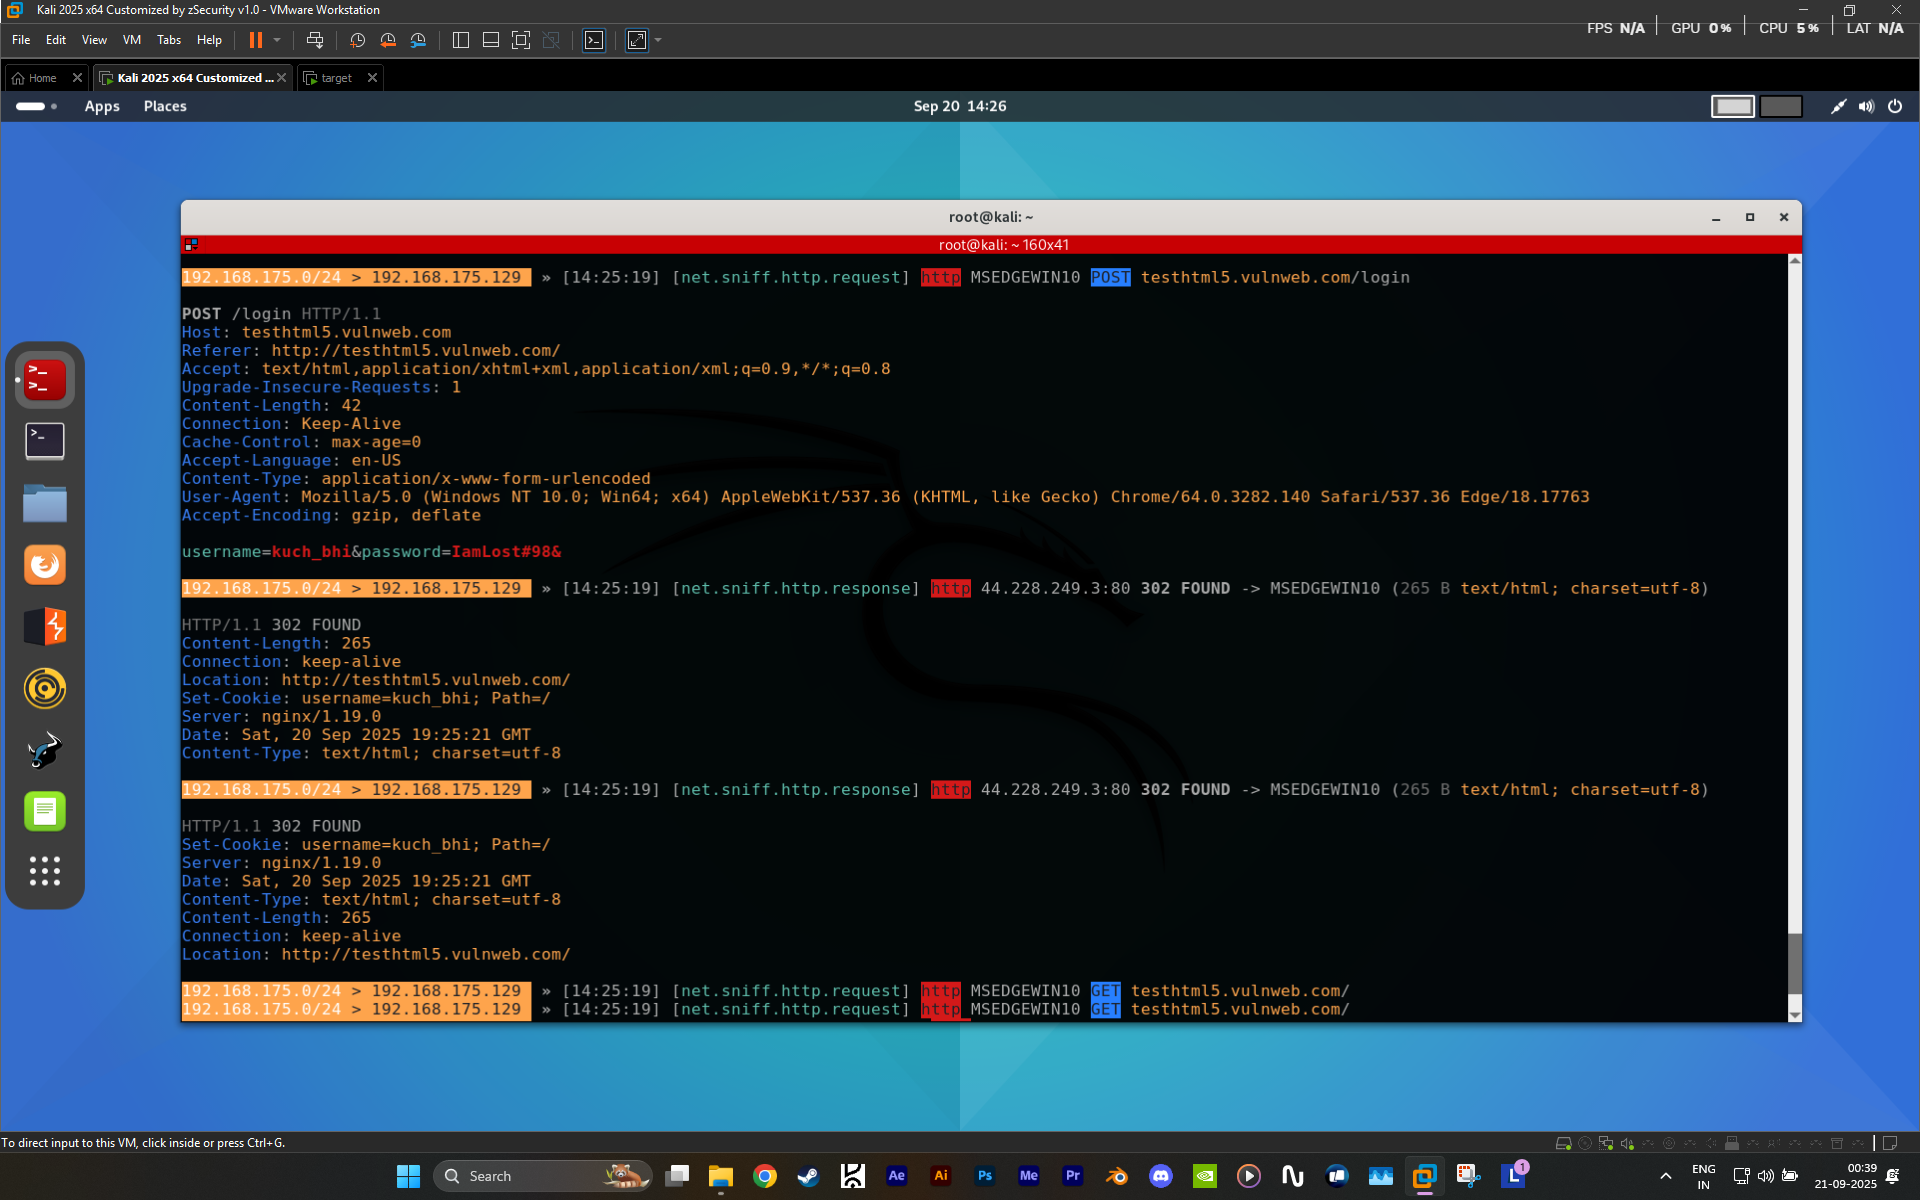 Kali 2025 x64 Customized by zSecurity v1.0 - VMware Workstation
File Edit View VM Tabs Help
FPS N/A GPU 0% CPU 5% LAT N/A
Home Kali 2025 x64 Customized ... target
Apps Places Sep 20 14:26
root@kali: ~
root@kali: ~ 160x41
192.168.175.0/24 > 192.168.175.129 » [14:25:19] [net.sniff.http.request] http MSEDGEWIN10 POST testhtml5.vulnweb.com/login
POST /login HTTP/1.1
Host: testhtml5.vulnweb.com
Referer: http://testhtml5.vulnweb.com/
Accept: text/html,application/xhtml+xml,application/xml;q=0.9,*/*;q=0.8
Upgrade-Insecure-Requests: 1
Content-Length: 42
Connection: Keep-Alive
Cache-Control: max-age=0
Accept-Language: en-US
Content-Type: application/x-www-form-urlencoded
User-Agent: Mozilla/5.0 (Windows NT 10.0; Win64; x64) AppleWebKit/537.36 (KHTML, like Gecko) Chrome/64.0.3282.140 Safari/537.36 Edge/18.17763
Accept-Encoding: gzip, deflate
username=kuch_bhi&password=IamLost#98&
192.168.175.0/24 > 192.168.175.129 » [14:25:19] [net.sniff.http.response] http 44.228.249.3:80 302 FOUND -> MSEDGEWIN10 (265 B text/html; charset=utf-8)
HTTP/1.1 302 FOUND
Content-Length: 265
Connection: keep-alive
Location: http://testhtml5.vulnweb.com/
Set-Cookie: username=kuch_bhi; Path=/
Server: nginx/1.19.0
Date: Sat, 20 Sep 2025 19:25:21 GMT
Content-Type: text/html; charset=utf-8
192.168.175.0/24 > 192.168.175.129 » [14:25:19] [net.sniff.http.response] http 44.228.249.3:80 302 FOUND -> MSEDGEWIN10 (265 B text/html; charset=utf-8)
HTTP/1.1 302 FOUND
Set-Cookie: username=kuch_bhi; Path=/
Server: nginx/1.19.0
Date: Sat, 20 Sep 2025 19:25:21 GMT
Content-Type: text/html; charset=utf-8
Content-Length: 265
Connection: keep-alive
Location: http://testhtml5.vulnweb.com/
192.168.175.0/24 > 192.168.175.129 » [14:25:19] [net.sniff.http.request] http MSEDGEWIN10 GET testhtml5.vulnweb.com/
192.168.175.0/24 > 192.168.175.129 » [14:25:19] [net.sniff.http.request] http MSEDGEWIN10 GET testhtml5.vulnweb.com/
To direct input to this VM, click inside or press Ctrl+G.
Search Ae Ai Ps Me Pr L 1
ENG
IN
00:39
21-09-2025